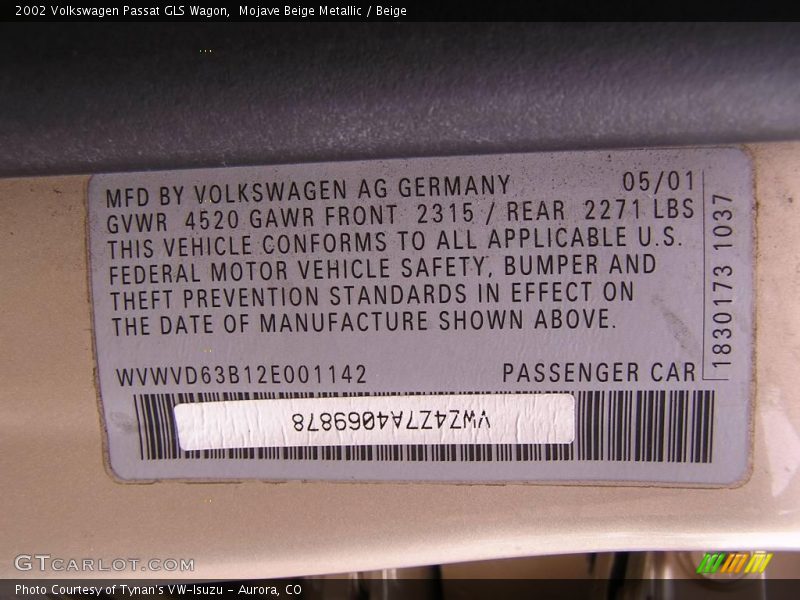 2002 Volkswagen Passat GLS Wagon,  Mojave Beige Metallic / Beige
MFD BY VOLKSWAGEN AG GERMANY 05/01
GVWR 4520 GAWR FRONT 2315 / REAR 2271 LBS
THIS VEHICLE CONFORMS TO ALL APPLICABLE U.S.
FEDERAL MOTOR VEHICLE SAFETY, BUMPER AND
THEFT PREVENTION STANDARDS IN EFFECT ON
THE DATE OF MANUFACTURE SHOWN ABOVE.
WVWVD63B12E001142 PASSENGER CAR
1830173 1037
VWZ4Z7A4069878
GTCARLOT.COM
Photo Courtesy of Tynan's VW-Isuzu - Aurora, CO